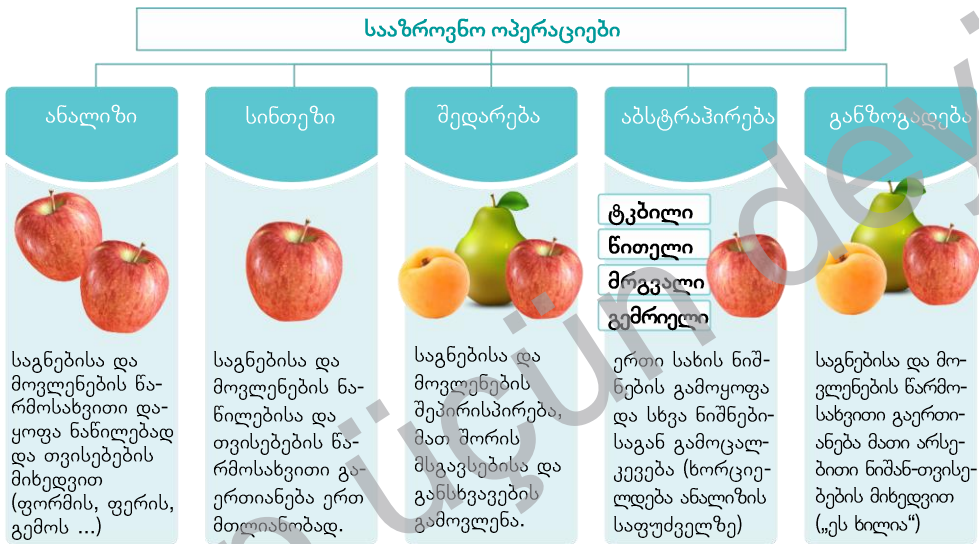 სააზროვნო ოპერაციები
ანალიზი
საგნებისა და
მოვლენების წა-
რმოსახვითი და-
ყოფა ნაწილებად
და თვისებების
მიხედვით
(ფორმის, ფერის,
გემოს ...)
სინთეზი
საგნებისა და
მოვლენების ნა-
წილებისა და
თვისებების წა-
რმოსახვითი გა-
ერთიანება ერთ
მთლიანობად.
შედარება
საგნებისა და
მოვლენების
შეპირისპირება,
მათ შორის
მსგავსებისა და
განსხვავების
გამოვლენა.
აბსტრაჰირება
ტკბილი
წითელი
მრგვალი
გემრიელი
ერთი სახის ნიშ-
ნების გამოყოფა
და სხვა ნიშნები-
საგან გამოცალ-
კევება (ხორციე-
ლდება ანალიზის
საფუძველზე)
განზოგადება
საგნებისა და მო-
ვლენების წარმო-
სახვითი გაერთი-
ანება მათი არსე-
ბითი ნიშან-თვისე-
ბების მიხედვით
(„ეს ხილია“)
üçün deyi